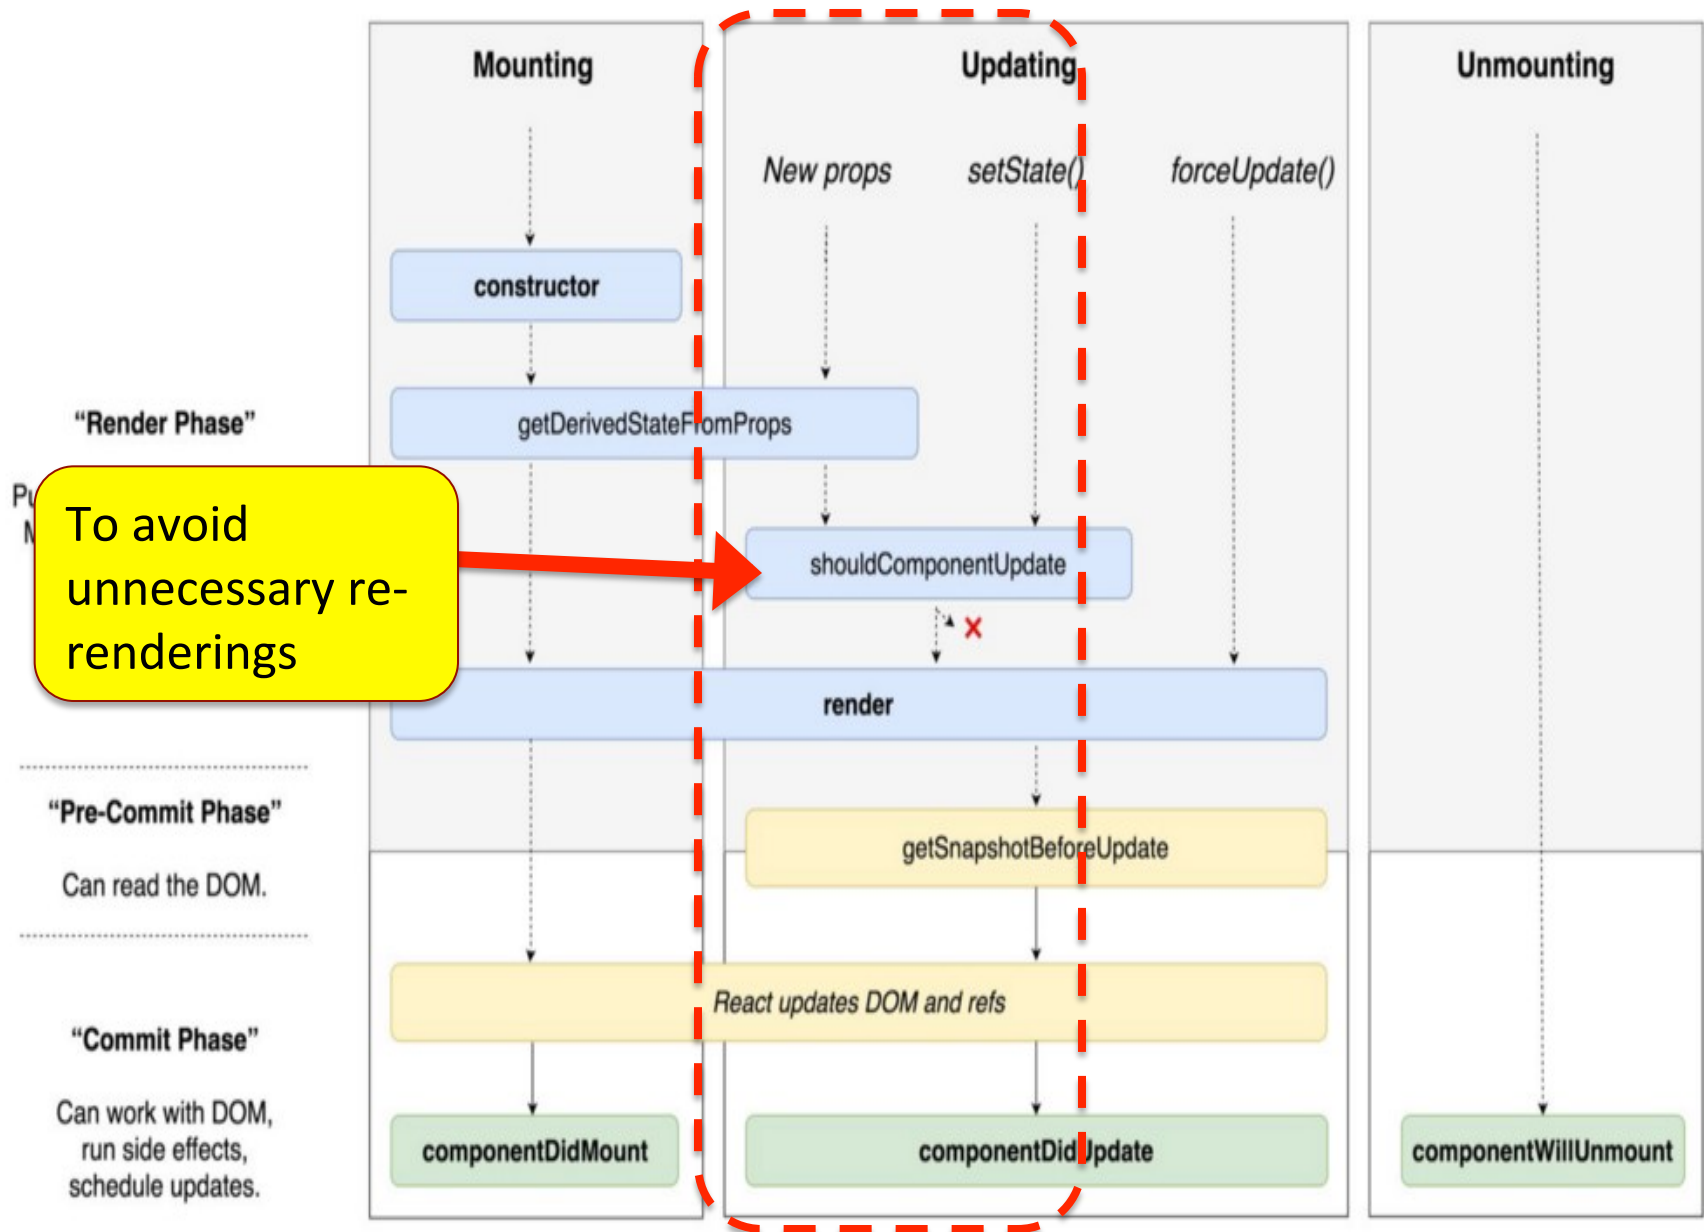 Mounting
Updating
Unmounting
New props
setState()
forceUpdate()
constructor
"Render Phase"
getDerivedStateFromProps
To avoid
unnecessary re-
renderings
shouldComponentUpdate
render
"Pre-Commit Phase"
Can read the DOM.
getSnapshotBeforeUpdate
React updates DOM and refs
"Commit Phase"
Can work with DOM,
run side effects,
schedule updates.
componentDidMount
componentDidUpdate
componentWillUnmount